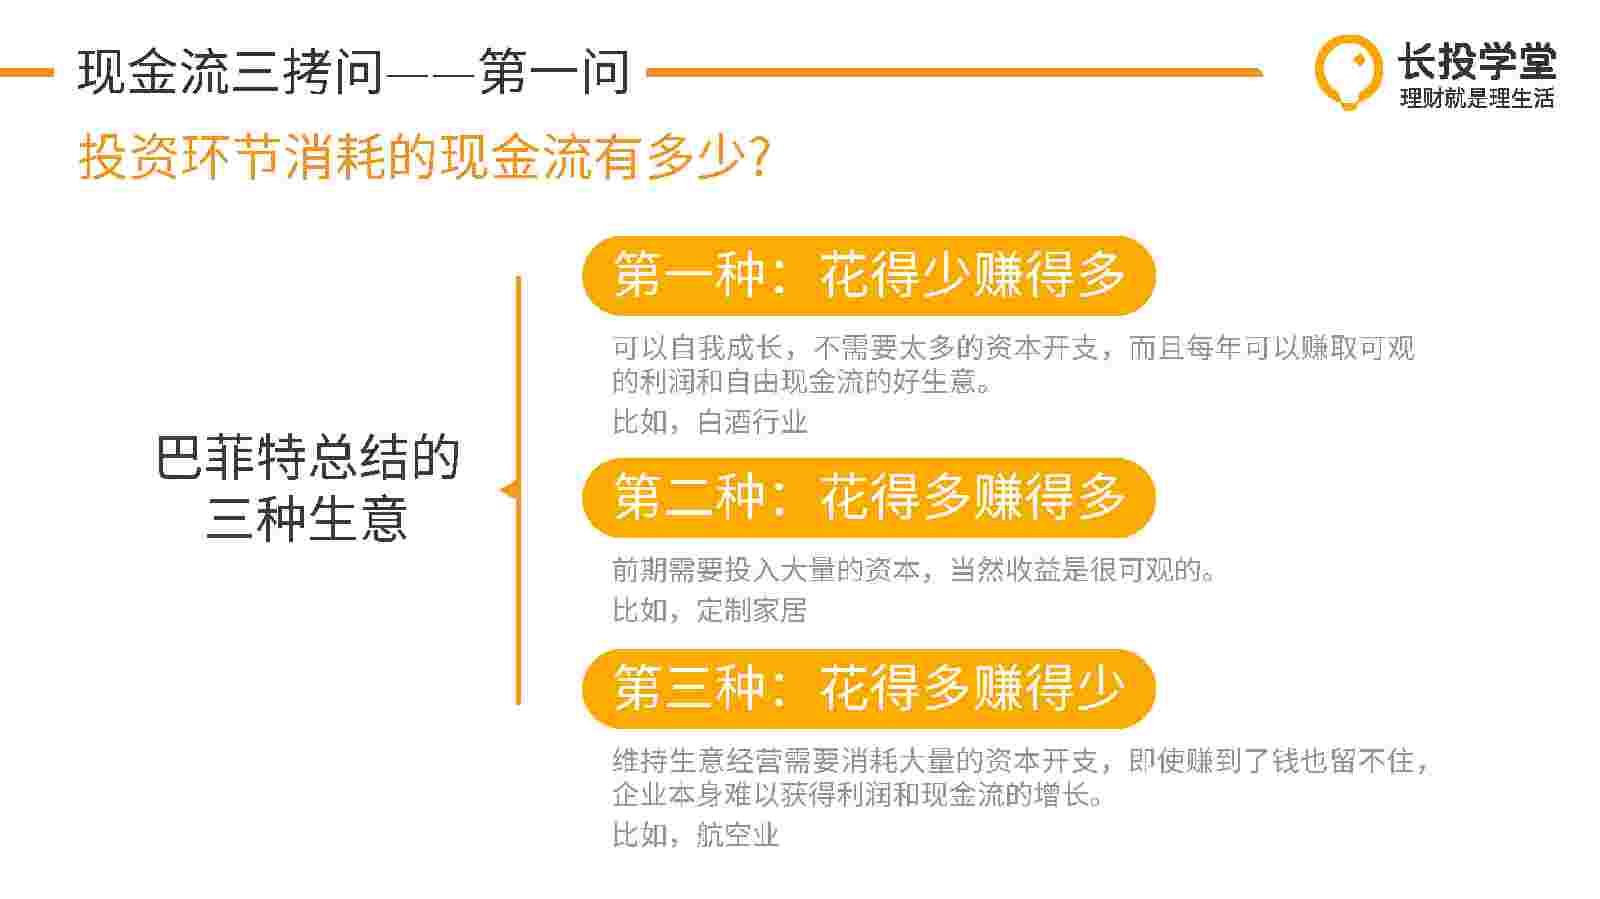 现金流三拷问——第一问
长投学堂
理财就是理生活
投资环节消耗的现金流有多少?
巴菲特总结的
三种生意
第一种：花得少赚得多
可以自我成长，不需要太多的资本开支，而且每年可以赚取可观
的利润和自由现金流的好生意。
比如，白酒行业
第二种：花得多赚得多
前期需要投入大量的资本，当然收益是很可观的。
比如，定制家居
第三种：花得多赚得少
维持生意经营需要消耗大量的资本开支，即使赚到了钱也留不住，
企业本身难以获得利润和现金流的增长。
比如，航空业